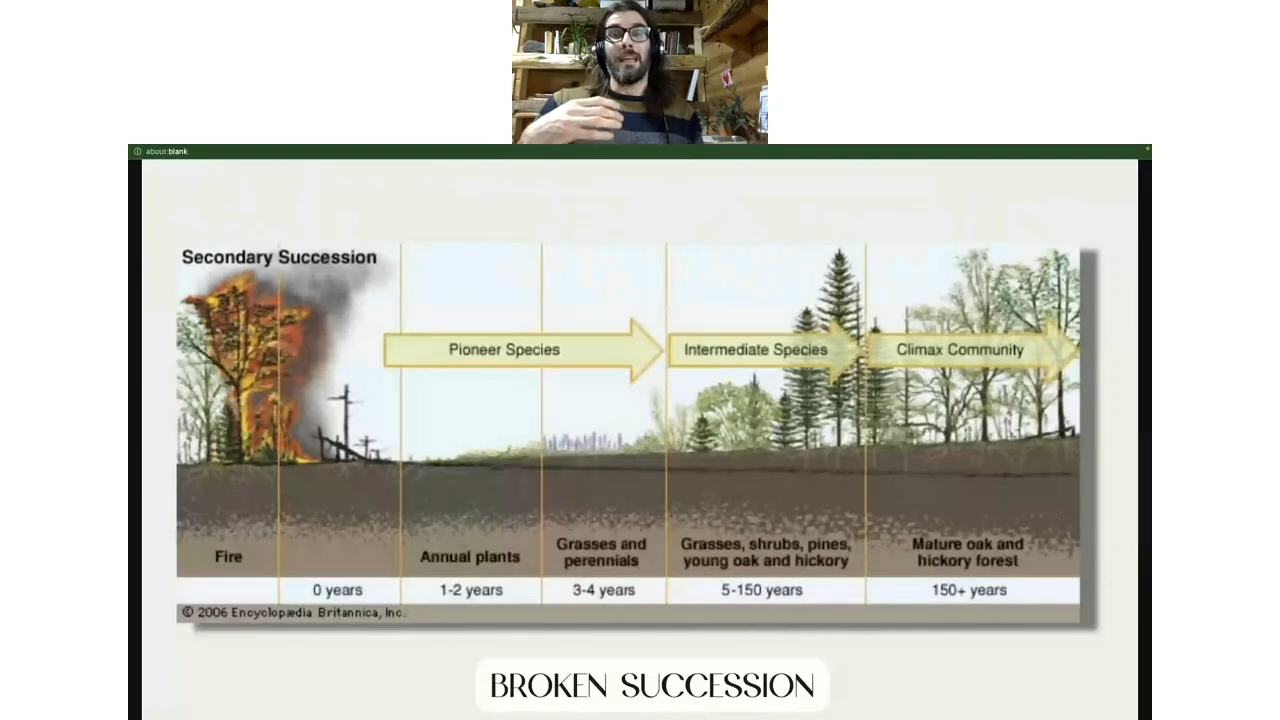 about:blank
Secondary Succession
Pioneer Species
Intermediate Species
Climax Community
Fire
Annual plants
Grasses and
perennials
Grasses, shrubs, pines,
young oak and hickory
Mature oak and
hickory forest
0 years
1-2 years
3-4 years
5-150 years
150+ years
© 2006 Encyclopædia Britannica, Inc.
BROKEN SUCCESSION